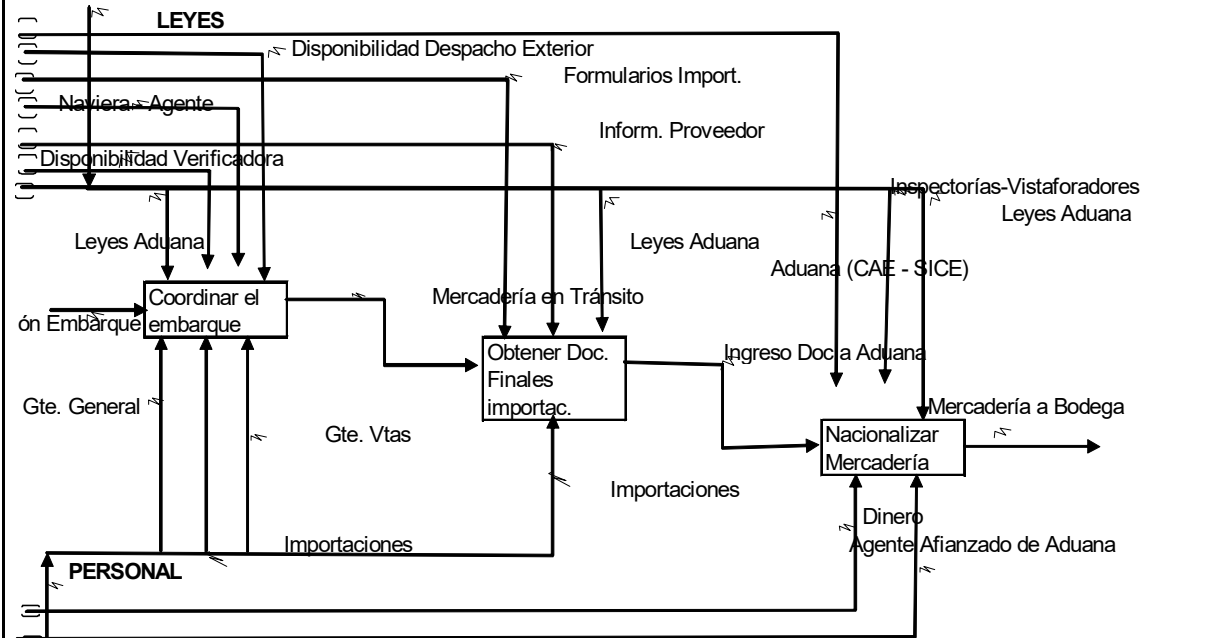 LEYES
Disponibilidad Despacho Exterior
Formularios Import.
Naviera - Agente
Inform. Proveedor
Disponibilidad Verificadora
Inspectorías-Vistaforadores
Leyes Aduana
Leyes Aduana
Leyes Aduana
Aduana (CAE - SICE)
Coordinar el
embarque
Mercadería en Tránsito
ón Embarque
Obtener Doc.
Finales
importac.
Ingreso Doc a Aduana
Gte. General
Mercadería a Bodega
Gte. Vtas
Nacionalizar
Mercadería
Importaciones
Dinero
Importaciones
Agente Afianzado de Aduana
PERSONAL